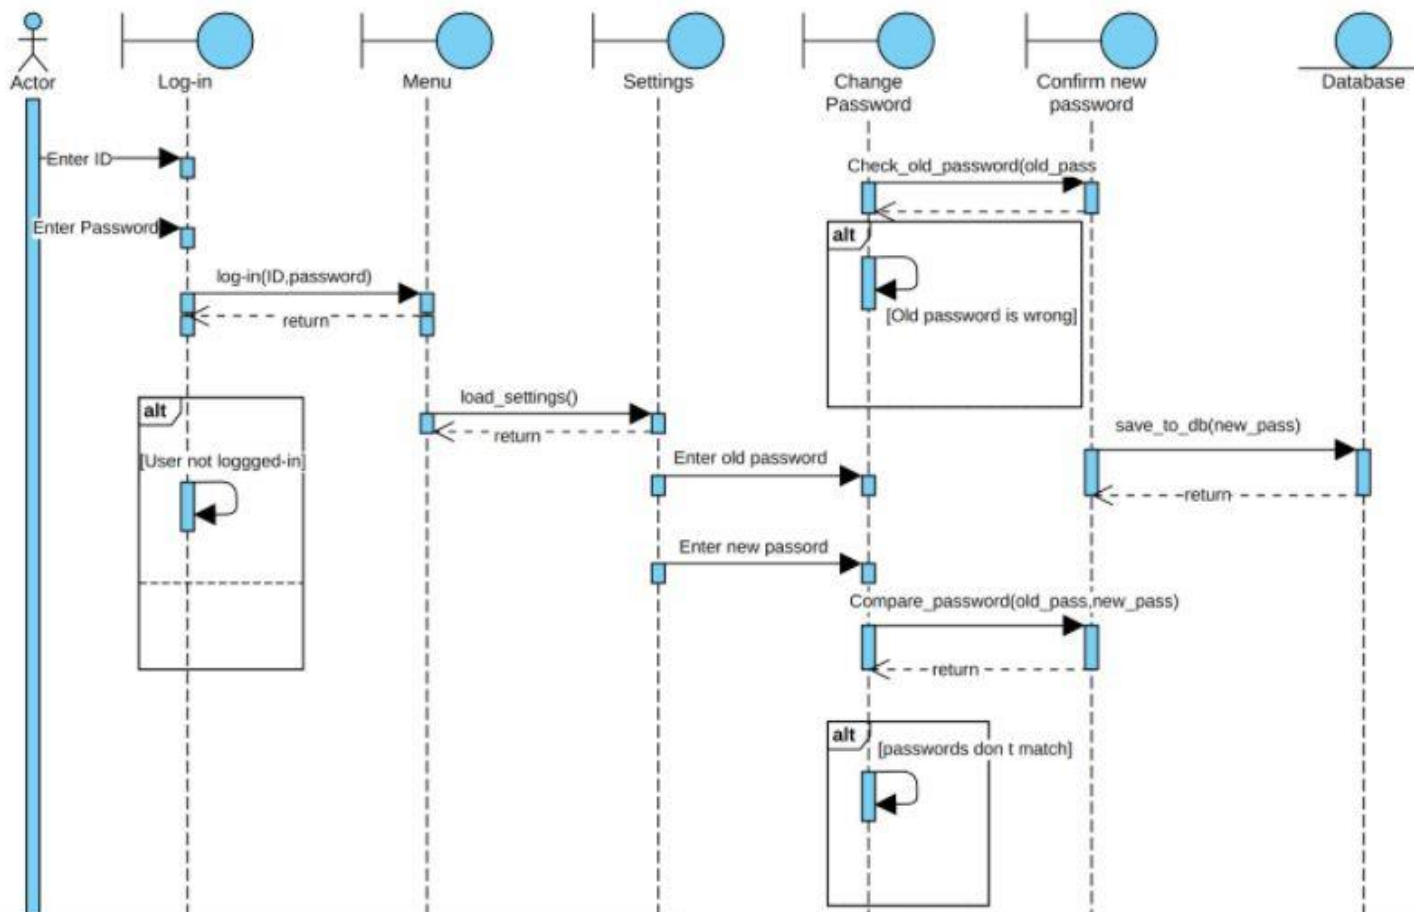 Actor
Log-in
Menu
Settings
Change
Password
Confirm new
password
Database
Enter ID
Check_old_password(old_pass
Enter Password
alt
log-in(ID,password)
[Old password is wrong]
return
load_settings()
alt
save_to_db(new_pass)
return
Enter old password
[User not loggged-in]
return
Enter new passord
Compare_password(old_pass,new_pass)
return
alt
[passwords don t match]